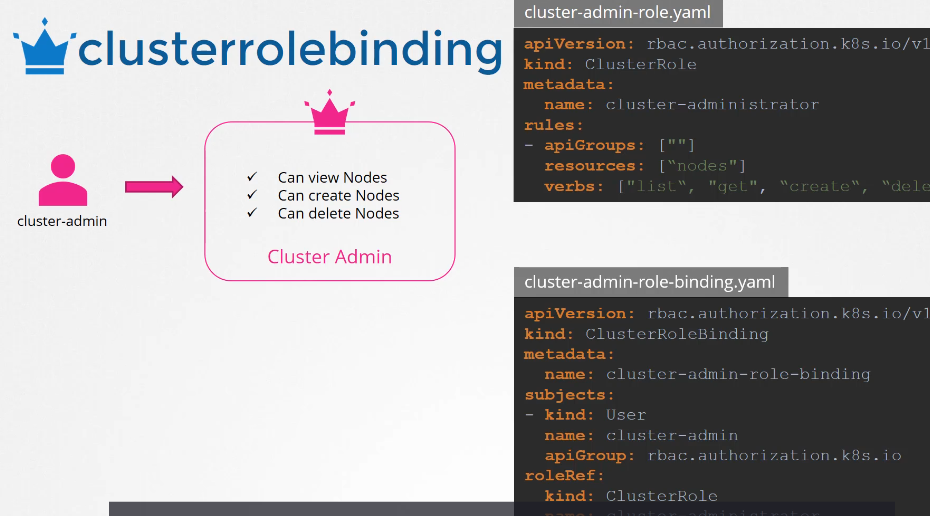 clusterrolebinding
cluster-admin
✓ Can view Nodes
✓ Can create Nodes
✓ Can delete Nodes
Cluster Admin
cluster-admin-role.yaml
apiVersion: rbac.authorization.k8s.io/v1
kind: ClusterRole
metadata:
  name: cluster-administrator
rules:
- apiGroups: [""]
  resources: [“nodes"]
  verbs: ["list“, "get", “create“, “dele
cluster-admin-role-binding.yaml
apiVersion: rbac.authorization.k8s.io/v1
kind: ClusterRoleBinding
metadata:
  name: cluster-admin-role-binding
subjects:
- kind: User
  name: cluster-admin
  apiGroup: rbac.authorization.k8s.io
roleRef:
  kind: ClusterRole
  name: cluster-administrator